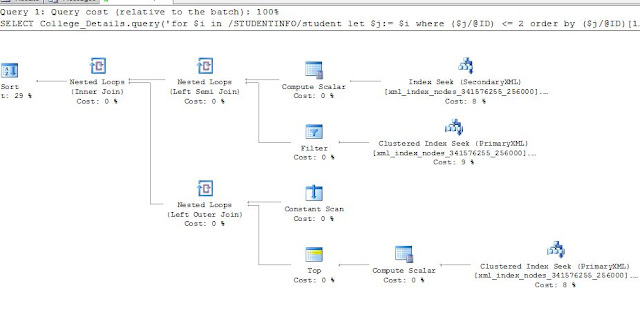 Query 1: Query cost (relative to the batch): 100%
SELECT College_Details.query('for $i in /STUDENTINFO/student let $j:= $i where ($j/@ID) <= 2 order by ($j/@ID)[1
Sort
t: 29 %
Nested Loops
(Inner Join)
Cost: 0 %
Nested Loops
(Left Semi Join)
Cost: 0 %
Compute Scalar
Cost: 0 %
Index Seek (SecondaryXML)
[xml_index_nodes_341576255_256000]....
Cost: 8 %
Filter
Cost: 0 %
Clustered Index Seek (PrimaryXML)
[xml_index_nodes_341576255_256000]....
Cost: 9 %
Nested Loops
(Left Outer Join)
Cost: 0 %
Constant Scan
Cost: 0 %
Top
Cost: 0 %
Compute Scalar
Cost: 0 %
Clustered Index Seek (PrimaryXML)
[xml_index_nodes_341576255_256000]....
Cost: 8 %